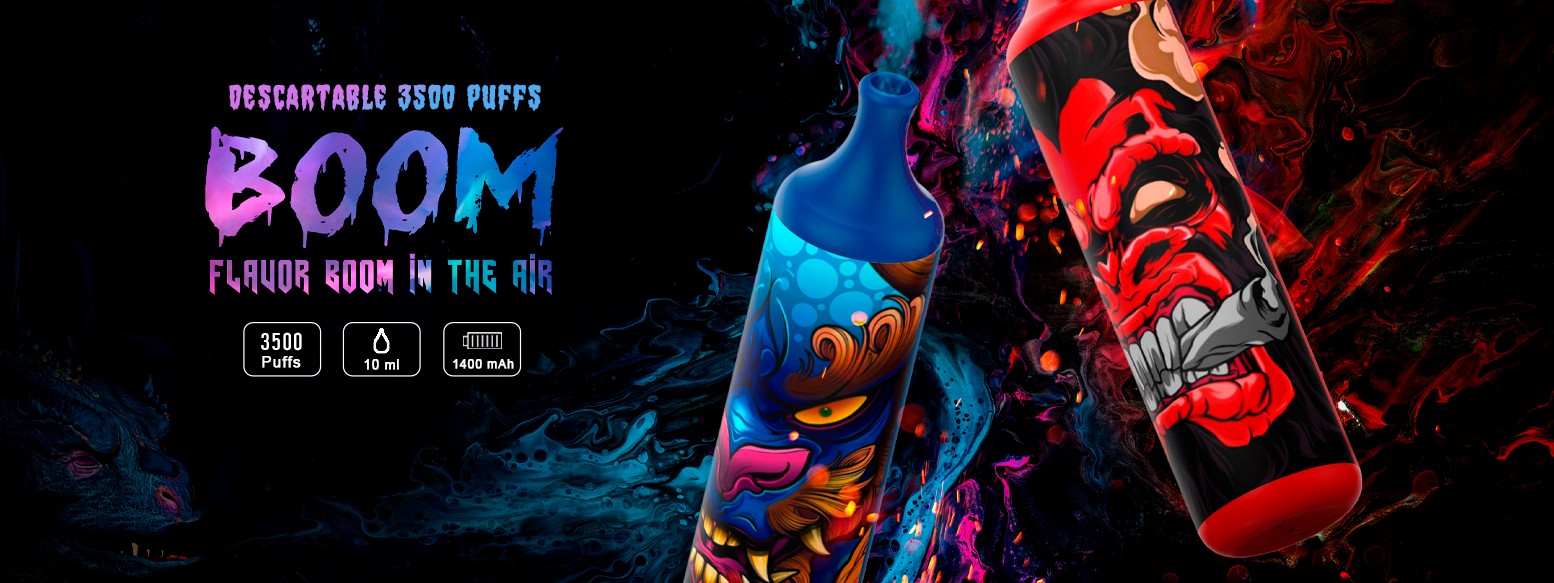 DESCARTABLE 3500 PUFFS
BOOM
FLAVOR BOOM IN THE AIR
3500
Puffs
10 ml
1400 mAh